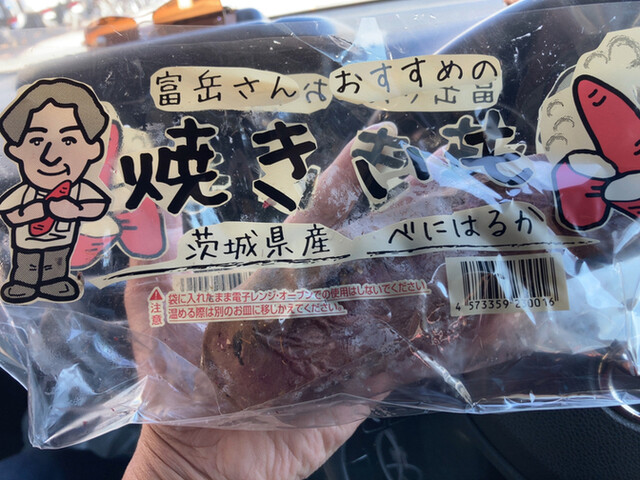 富岳さんおすすめの
焼きいも
茨城県産 べにはるか
注意
袋に入れたまま電子レンジ・オーブンでの使用はしないでください。
温める際は別のお皿に移しかえてください。